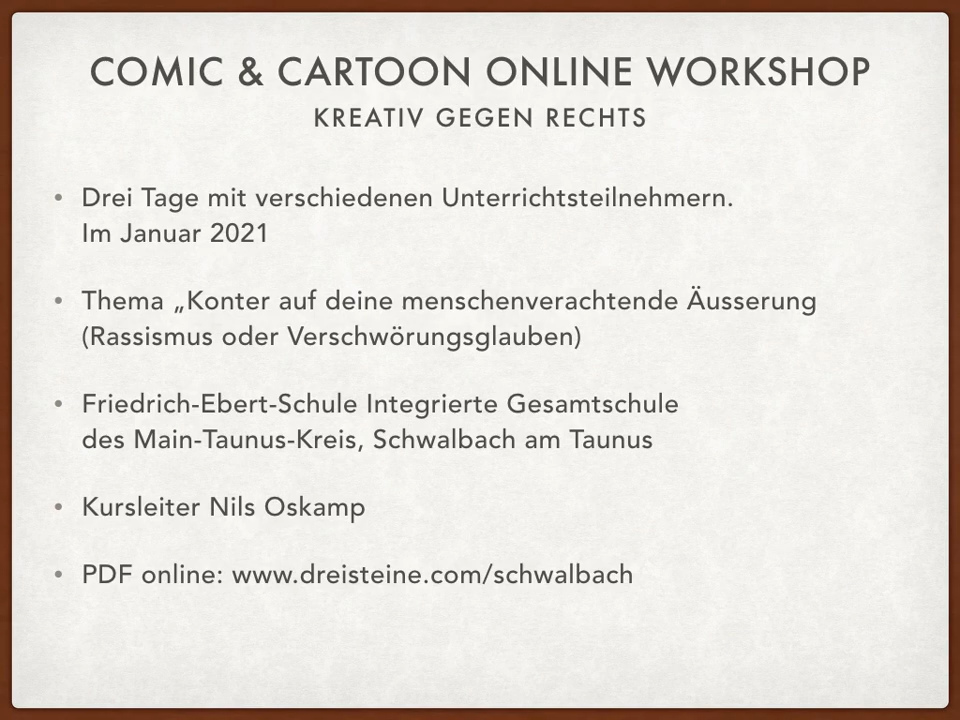 COMIC & CARTOON ONLINE WORKSHOP
KREATIV GEGEN RECHTS
• Drei Tage mit verschiedenen Unterrichtsteilnehmern.
Im Januar 2021
• Thema „Konter auf deine menschenverachtende Äusserung
(Rassismus oder Verschwörungsglauben)
• Friedrich-Ebert-Schule Integrierte Gesamtschule
des Main-Taunus-Kreis, Schwalbach am Taunus
• Kursleiter Nils Oskamp
• PDF online: www.dreisteine.com/schwalbach